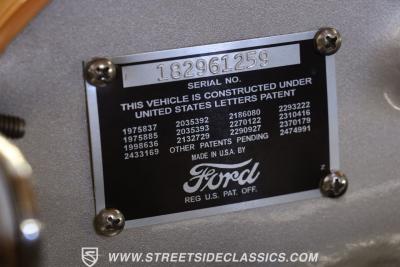 182961259
SERIAL NO.
THIS VEHICLE IS CONSTRUCTED UNDER
UNITED STATES LETTERS PATENT
1975837 2035392 2186080 2293222
1975885 2035393 2270122 2310416
1998636 2132729 2290927 2370179
2433169 OTHER PATENTS PENDING 2474991
MADE IN U.S.A. BY
Ford
REG U.S. PAT. OFF.
WWW.STREETSIDECLASSICS.COM